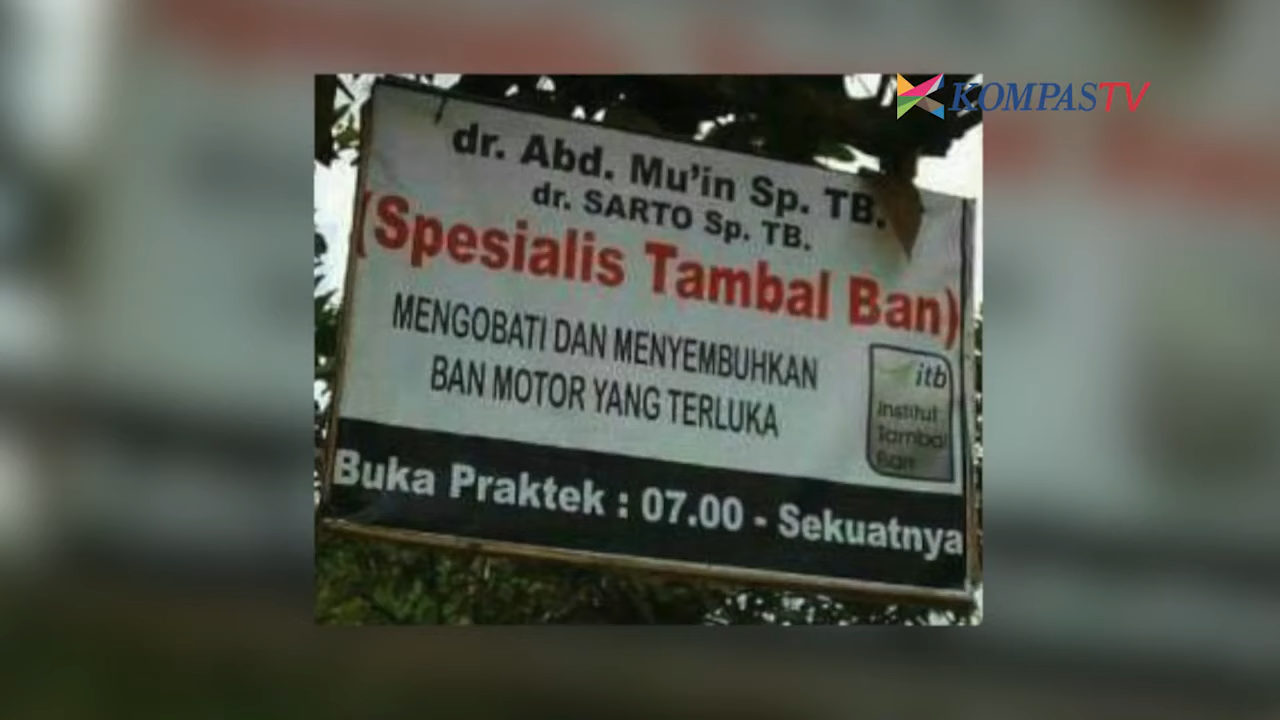 KOMPASTV
dr. Abd. Mu'in Sp. TB.
dr. SARTO Sp. TB.
(Spesialis Tambal Ban)
MENGOBATI DAN MENYEMBUHKAN
BAN MOTOR YANG TERLUKA
itb
Institut
Tambal
Ban
Buka Praktek : 07.00 - Sekuatnya